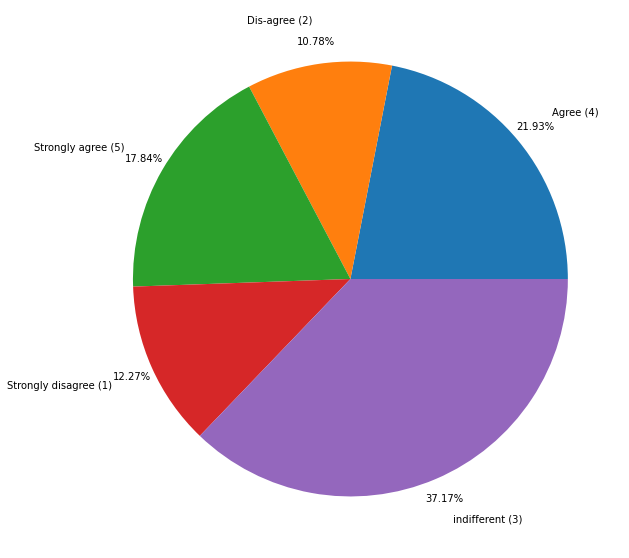 Dis-agree (2)
10.78%
Agree (4)
21.93%
Strongly agree (5)
17.84%
12.27%
Strongly disagree (1)
37.17%
indifferent (3)